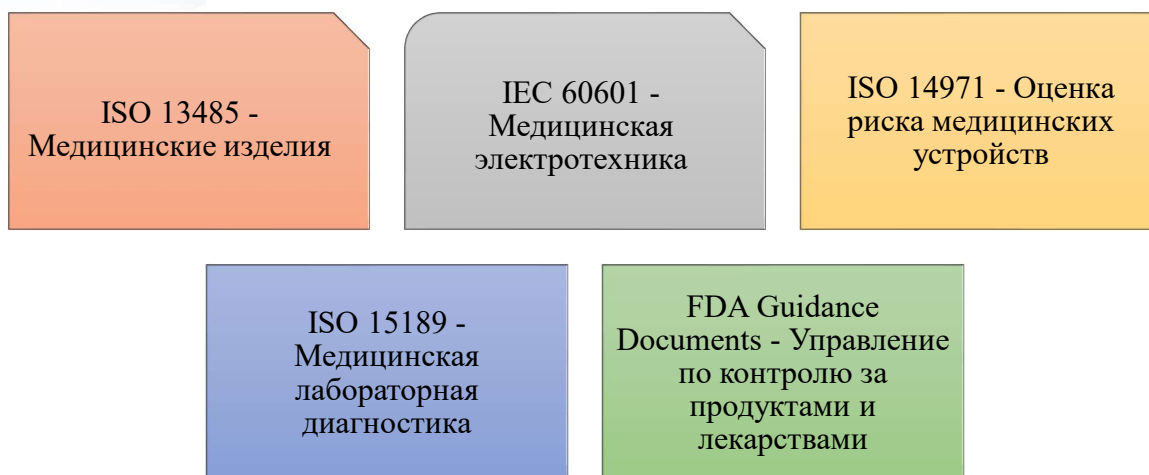 ISO 13485 -
Медицинские изделия
IEC 60601 -
Медицинская
электротехника
ISO 14971 - Оценка
риска медицинских
устройств
ISO 15189 -
Медицинская
лабораторная
диагностика
FDA Guidance
Documents - Управление
по контролю за
продуктами и
лекарствами